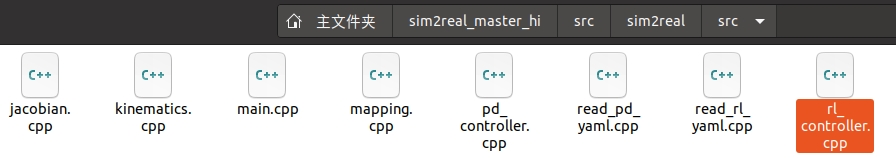 主文件夹 sim2real_master_hi src sim2real src
C++ C++ C++ C++ C++ C++ C++ C++
jacobian. kinematics. main.cpp mapping. pd_ read_pd_ read_rl_ rl_
cpp cpp cpp controller. yaml.cpp yaml.cpp controller.
cpp cpp